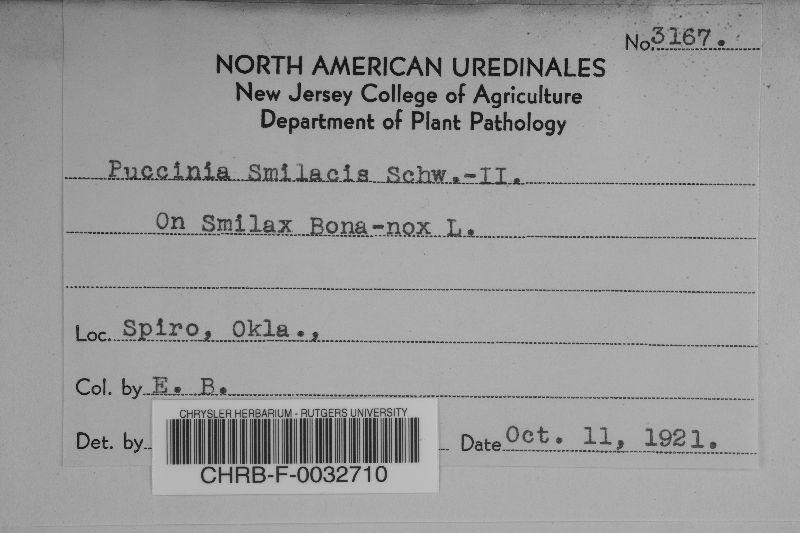 No. 3167.
NORTH AMERICAN UREDINALES
New Jersey College of Agriculture
Department of Plant Pathology
Puccinia Smilacis Schw.-II.
On Smilax Bona-nox L.
Loc. Spiro, Okla.,
Col. by E. B.
CHRYSLER HERBARIUM - RUTGERS UNIVERSITY
Det. by
Date Oct. 11, 1921.
CHRB-F-0032710